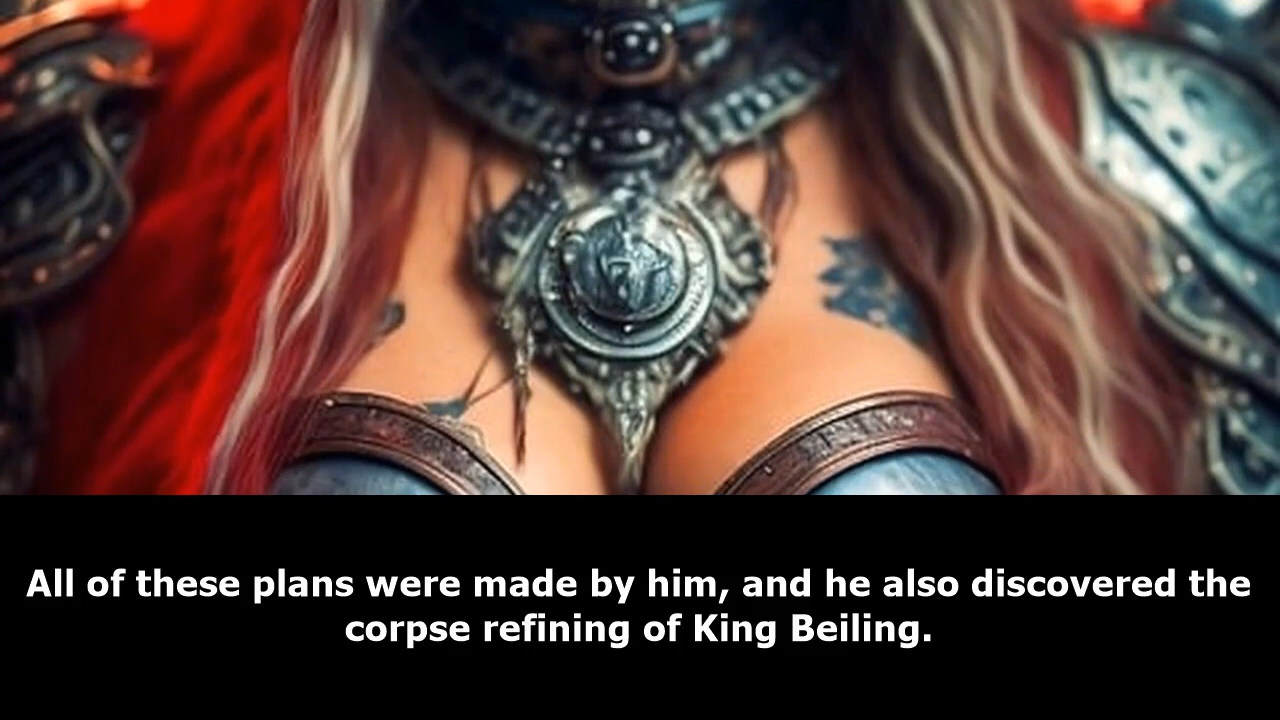 All of these plans were made by him, and he also discovered the
corpse refining of King Beiling.